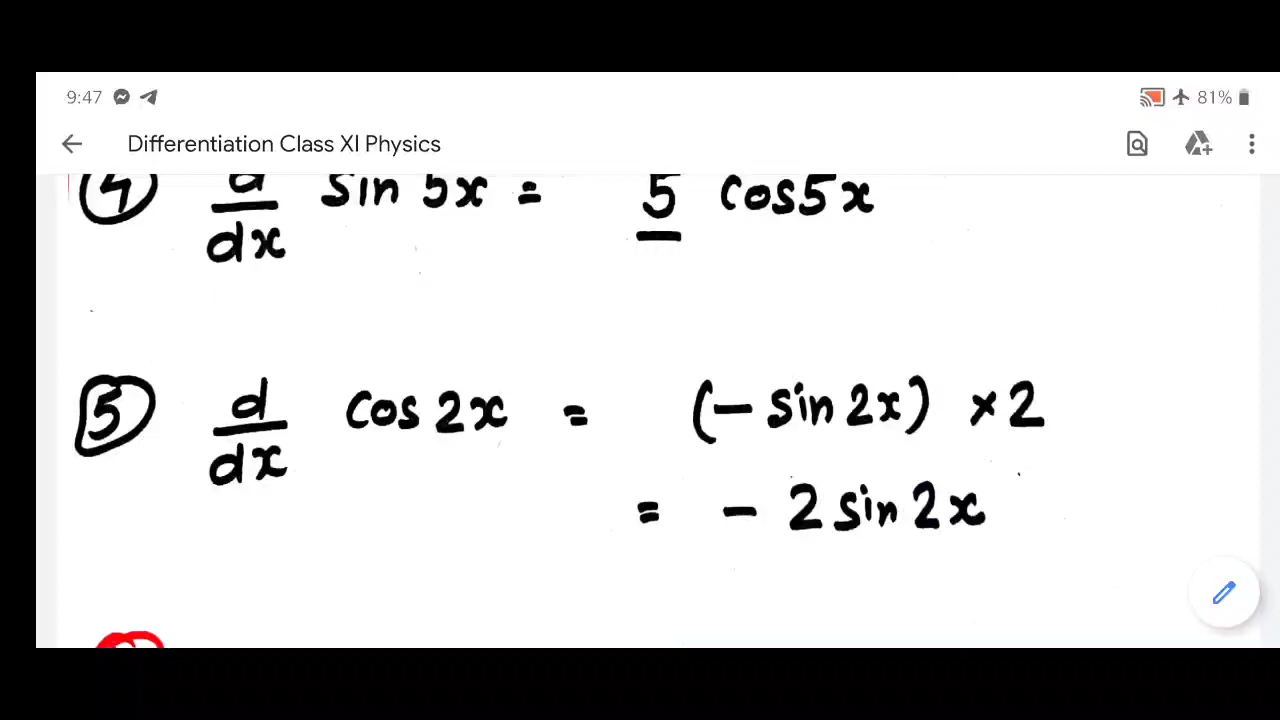 9:47 81%
Differentiation Class XI Physics
④ d/dx sin 5x = 5 cos5x
⑤ d/dx cos 2x = (- sin 2x) × 2
= - 2 sin 2x